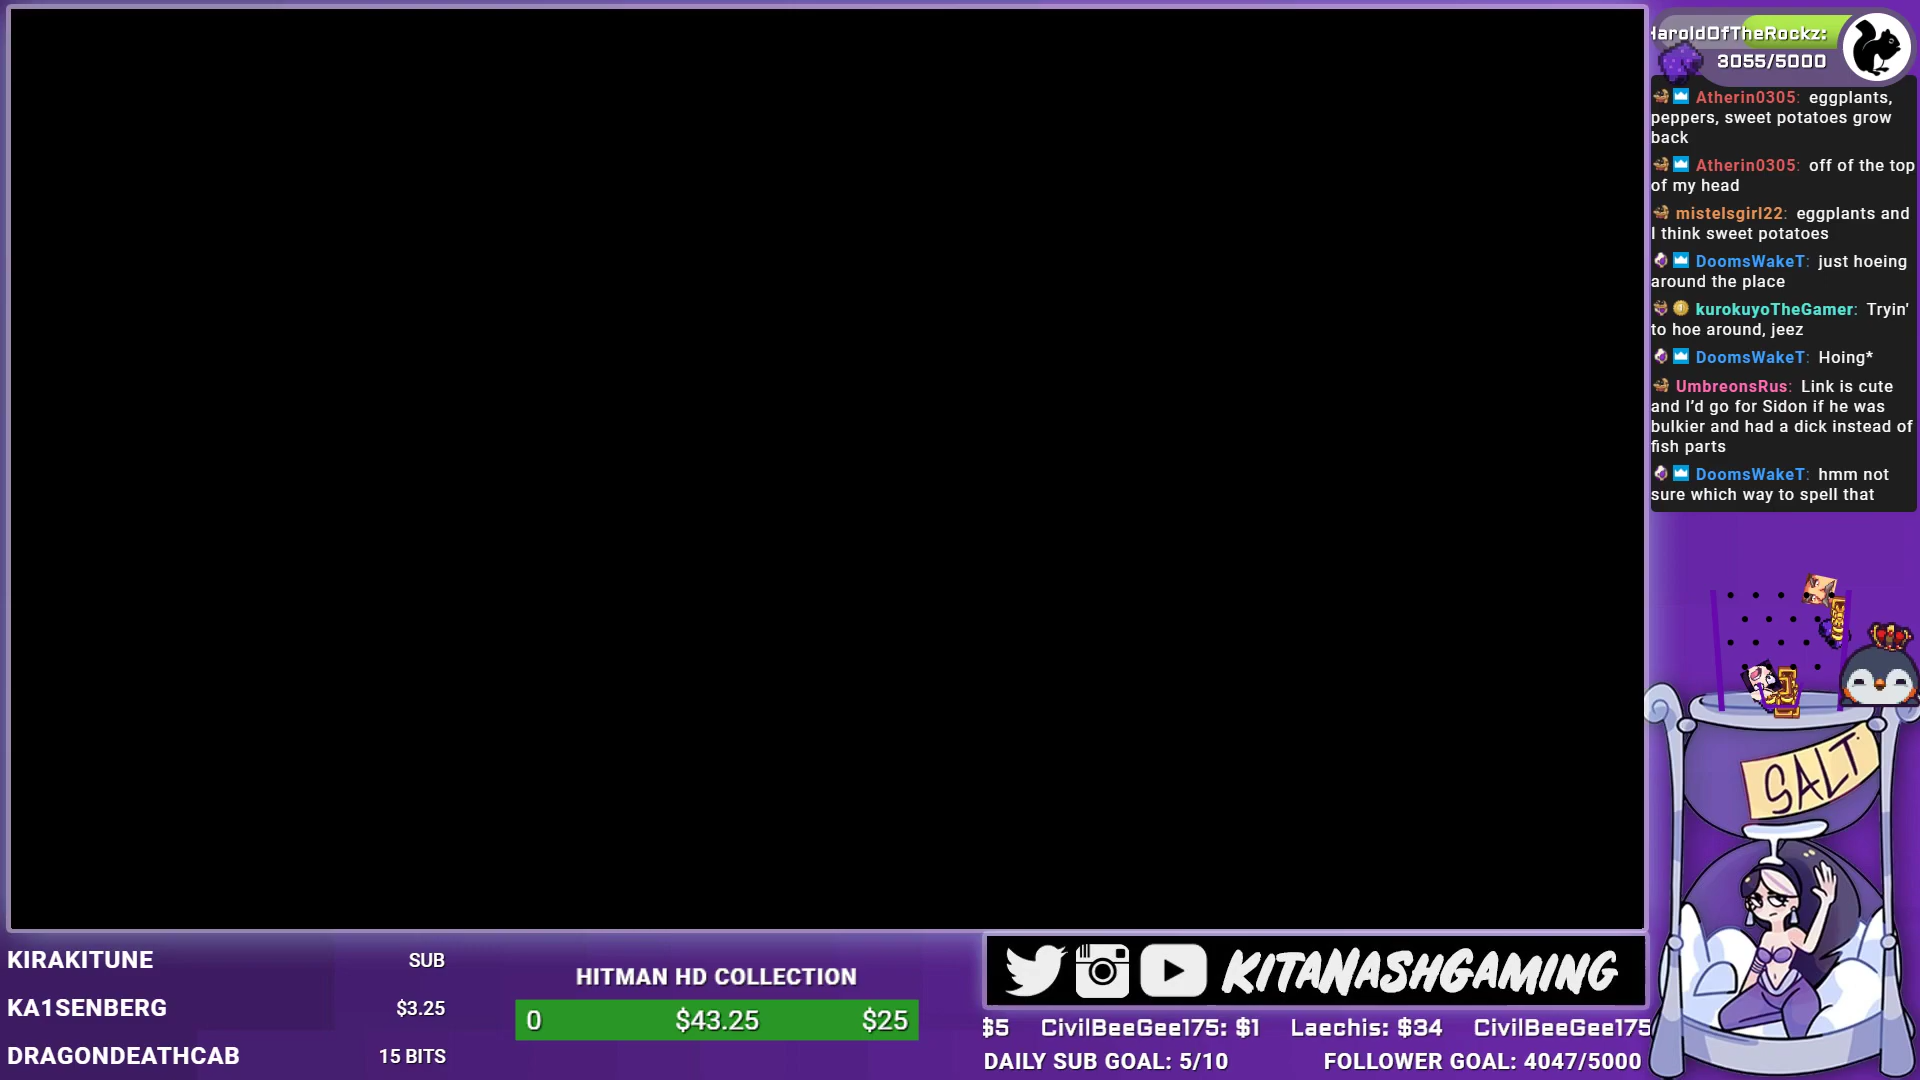 HaroldOfTheRockz:
3055/5000
Atherin0305: eggplants,
peppers, sweet potatoes grow
back
Atherin0305: off of the top
of my head
mistelsgirl22: eggplants and
I think sweet potatoes
DoomsWakeT: just hoeing
around the place
kurokuyoTheGamer: Tryin'
to hoe around, jeez
DoomsWakeT: Hoing*
UmbreonsRus: Link is cute
and I'd go for Sidon if he was
bulkier and had a dick instead of
fish parts
DoomsWakeT: hmm not
sure which way to spell that
SALT
KIRAKITUNE SUB
KA1SENBERG $3.25
DRAGONDEATHCAB 15 BITS
HITMAN HD COLLECTION
0 $43.25 $25
KITANASHGAMING
$5 CivilBeeGee175: $1 Laechis: $34 CivilBeeGee175
DAILY SUB GOAL: 5/10 FOLLOWER GOAL: 4047/5000